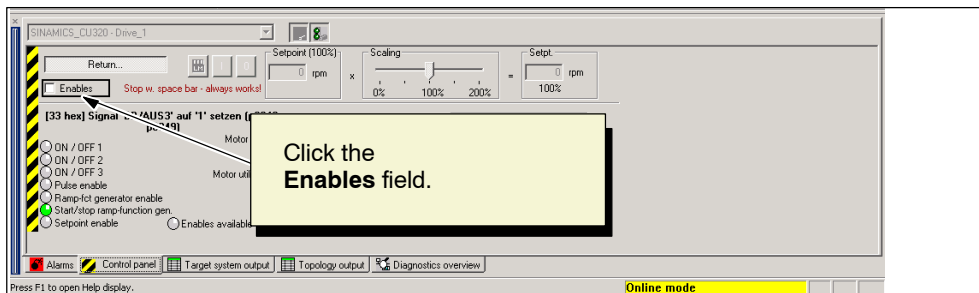 SINAMICS_CU320 - Drive_1
Return...
Setpoint (100%)
0 rpm
x
Scaling
0% 100% 200%
=
Setpt.
0 rpm
100%
Enables
Stop w. space bar - always works!
[33 hex] Signal /AUS3' auf '1' setzen
Motor
ON / OFF 1
ON / OFF 2
ON / OFF 3
Motor util
Pulse enable
Ramp-fct generator enable
Start/stop ramp-function gen.
Setpoint enable
Enables available
Click the
Enables field.
Alarms Control panel Target system output Topology output Diagnostics overview
Press F1 to open Help display.
Online mode